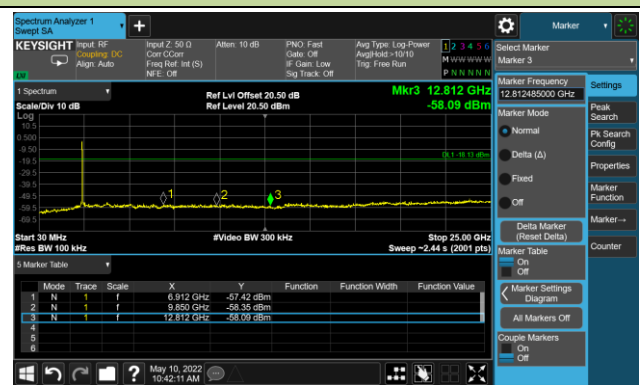 Spectrum Analyzer 1
Swept SA
Marker
KEYSIGHT
Input: RF
Coupling: DC
Align: Auto
Input Z: 50 Ω
Corr CCorr
Freq Ref: Int (S)
NFE: Off
Atten: 10 dB
PNO: Fast
Gate: Off
IF Gain: Low
Sig Track: Off
Avg Type: Log-Power
Avg|Hold:>10/10
Trig: Free Run
1 2 3 4 5 6
M W W W W W
P N N N N N
Select Marker
Marker 3
1 Spectrum
Scale/Div 10 dB
Log
Ref Lvl Offset 20.50 dB
Ref Level 20.50 dBm
Mkr3 12.812 GHz
-58.09 dBm
10.5
0.500
-9.50
-19.5
-29.5
-39.5
-49.5
-59.5
-69.5
DL1 -18.13 dBm
1
2
3
Start 30 MHz
#Res BW 100 kHz
#Video BW 300 kHz
Stop 25.00 GHz
Sweep ~2.44 s (2001 pts)
5 Marker Table
Mode Trace Scale X Y Function Function Width Function Value
1 N 1 f 6.912 GHz -57.42 dBm
2 N 1 f 9.850 GHz -58.35 dBm
3 N 1 f 12.812 GHz -58.09 dBm
4
5
6
Marker Frequency
12.812485000 GHz
Marker Mode
Normal
Delta (Δ)
Fixed
Off
Delta Marker
(Reset Delta)
Marker Table
On
Off
Marker Settings
Diagram
All Markers Off
Couple Markers
On
Off
Settings
Peak
Search
Pk Search
Config
Properties
Marker
Function
Marker→
Counter
?
May 10, 2022
10:42:11 AM